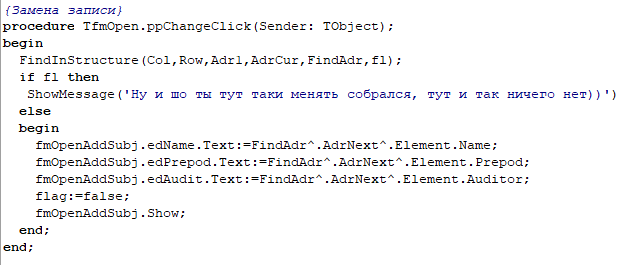 {Замена записи}
procedure TfmOpen.ppChangeClick(Sender: TObject);
begin
  FindInStructure(Col,Row,Adr1,AdrCur,FindAdr,fl);
  if fl then
   ShowMessage('Ну и шо ты тут таки менять собрался, тут и так ничего нет))')
  else
  begin
    fmOpenAddSubj.edName.Text:=FindAdr^.AdrNext^.Element.Name;
    fmOpenAddSubj.edPrepod.Text:=FindAdr^.AdrNext^.Element.Prepod;
    fmOpenAddSubj.edAudit.Text:=FindAdr^.AdrNext^.Element.Auditor;
    flag:=false;
    fmOpenAddSubj.Show;
  end;
end;